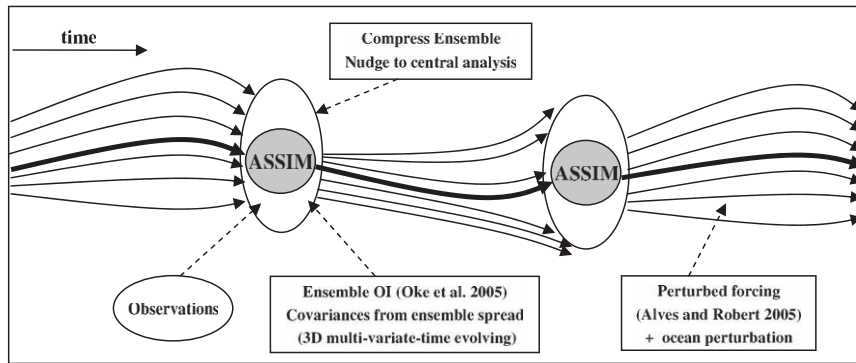 time
Compress Ensemble
Nudge to central analysis
ASSIM
ASSIM
Observations
Ensemble OI (Oke et al. 2005)
Covariances from ensemble spread
(3D multi-variate-time evolving)
Perturbed forcing
(Alves and Robert 2005)
+ ocean perturbation